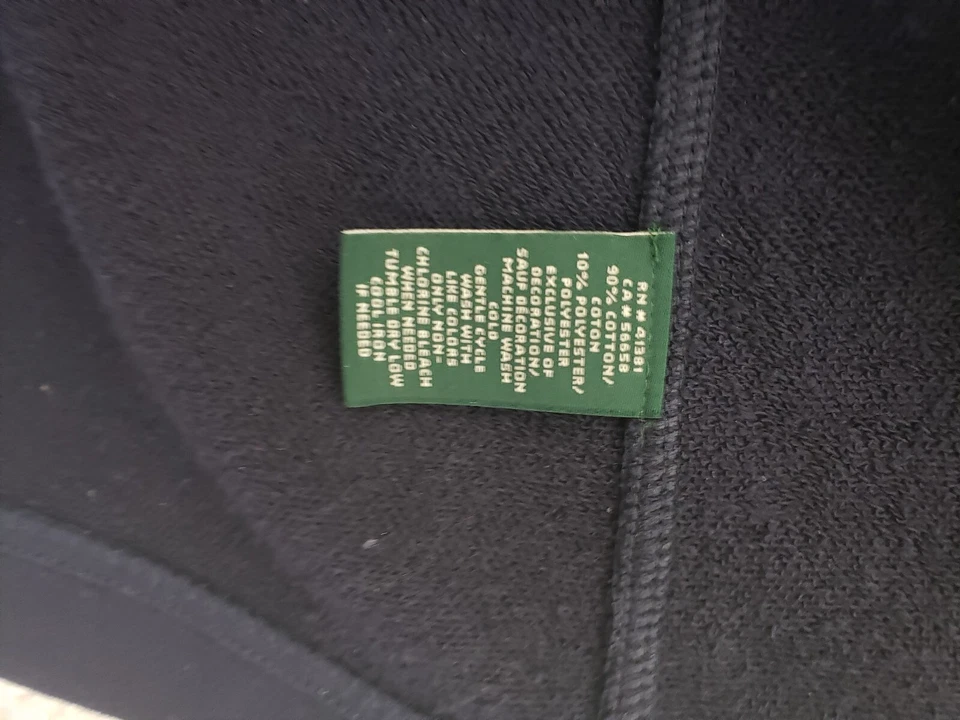 RN# 41381
CA# 56658
90% COTTON/
COTON
10% POLYESTER/
POLYESTER
EXCLUSIVE OF
DECORATION/
SAUF DECORATION
MACHINE WASH
COLD
GENTLE CYCLE
WASH WITH
LIKE COLORS
ONLY NON-
CHLORINE BLEACH
WHEN NEEDED
TUMBLE DRY LOW
COOL IRON
IF NEEDED